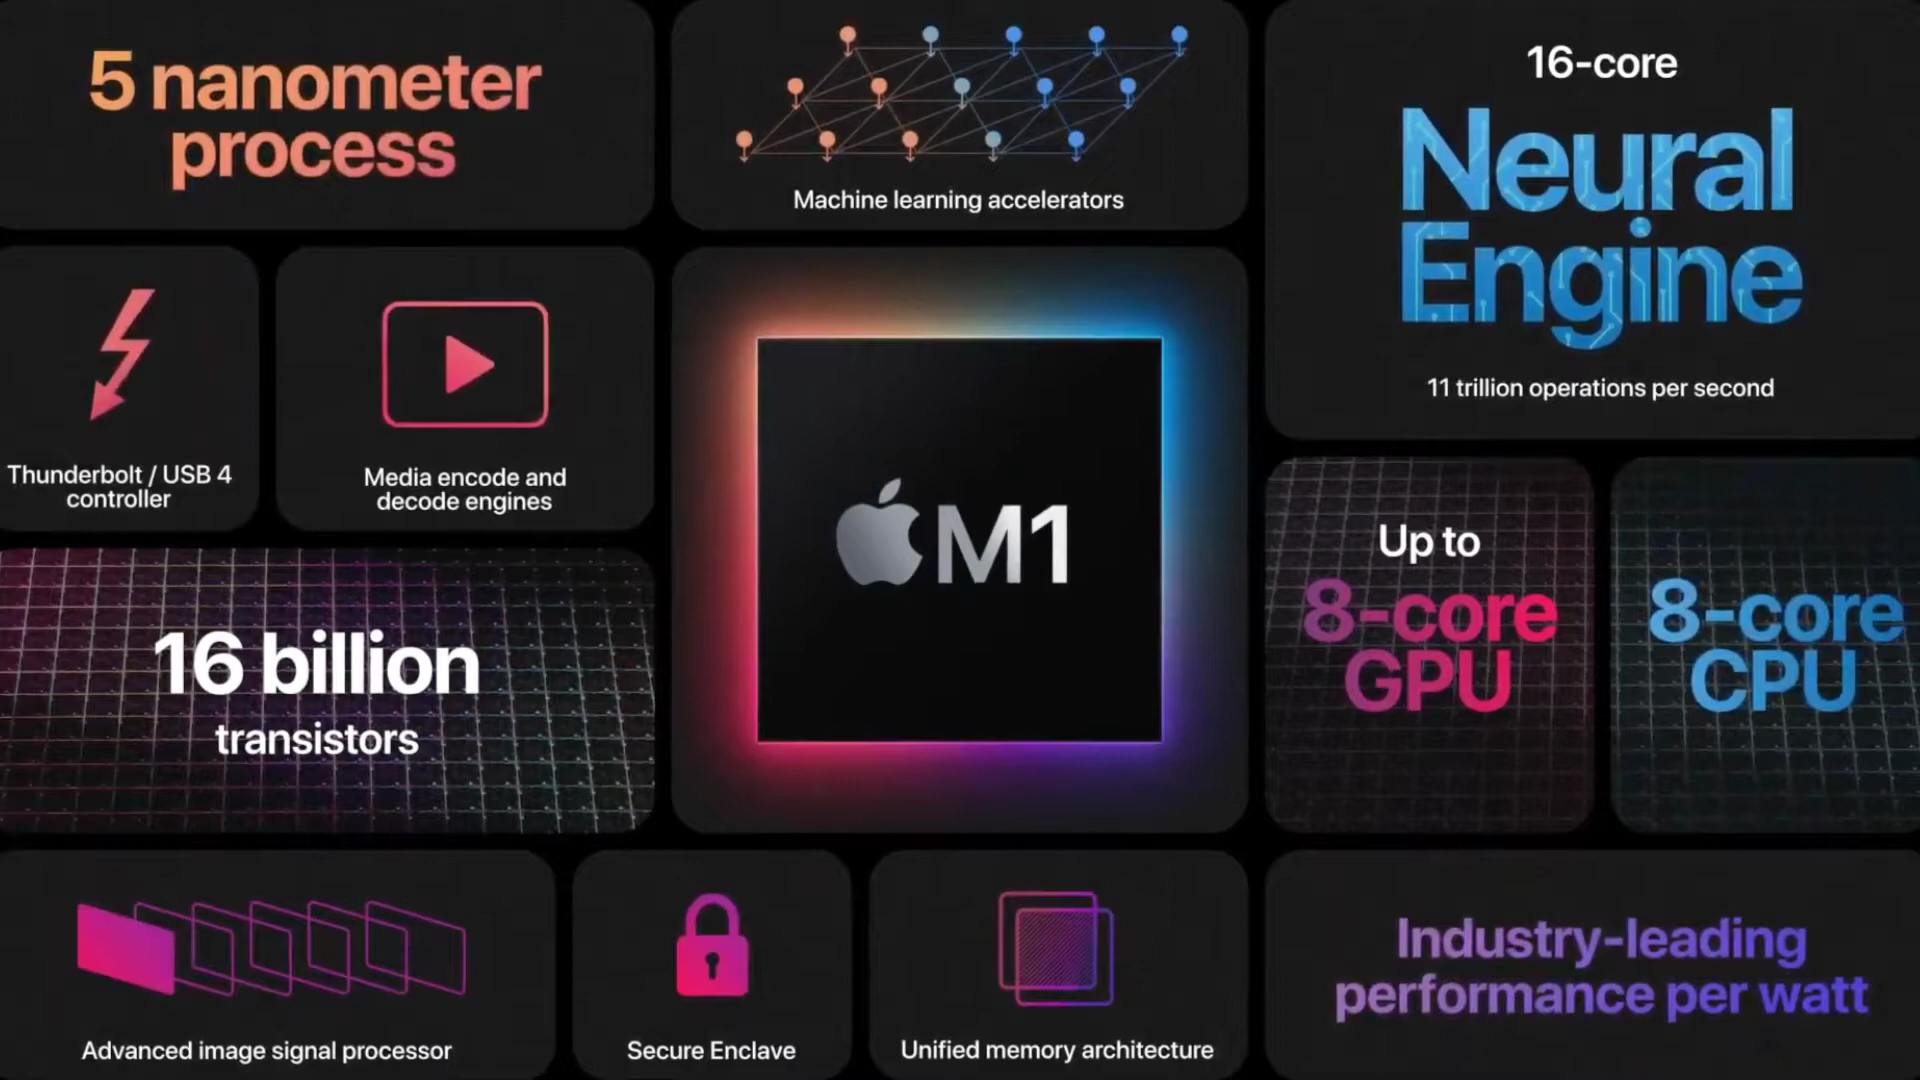 5 nanometer
process
Machine learning accelerators
16-core
Neural
Engine
11 trillion operations per second
Thunderbolt / USB 4
controller
Media encode and
decode engines
M1
Up to
8-core
GPU
8-core
CPU
16 billion
transistors
Advanced image signal processor
Secure Enclave
Unified memory architecture
Industry-leading
performance per watt